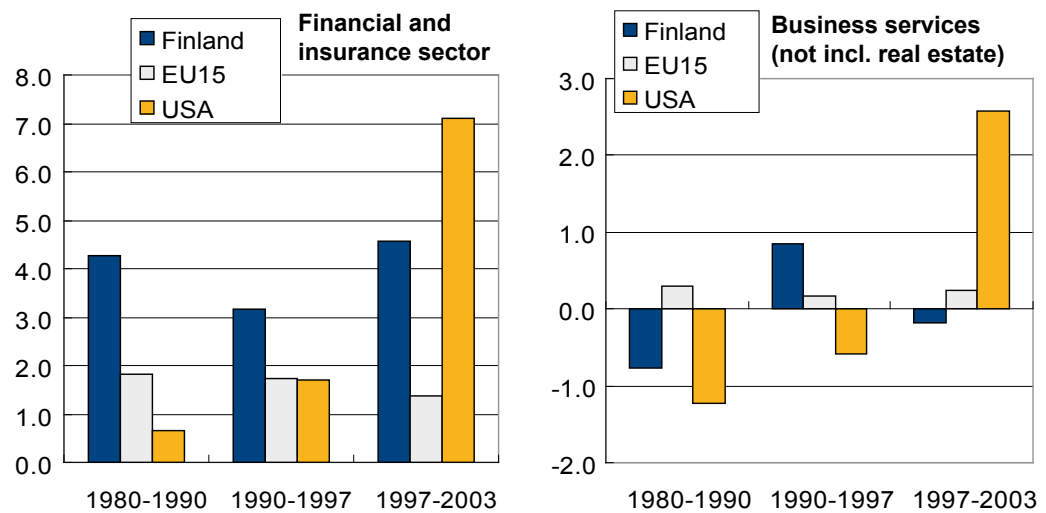 Financial and
insurance sector
Finland
EU15
USA
8.0
7.0
6.0
5.0
4.0
3.0
2.0
1.0
0.0
1980-1990 1990-1997 1997-2003
Business services
(not incl. real estate)
Finland
EU15
USA
3.0
2.0
1.0
0.0
-1.0
-2.0
1980-1990 1990-1997 1997-2003